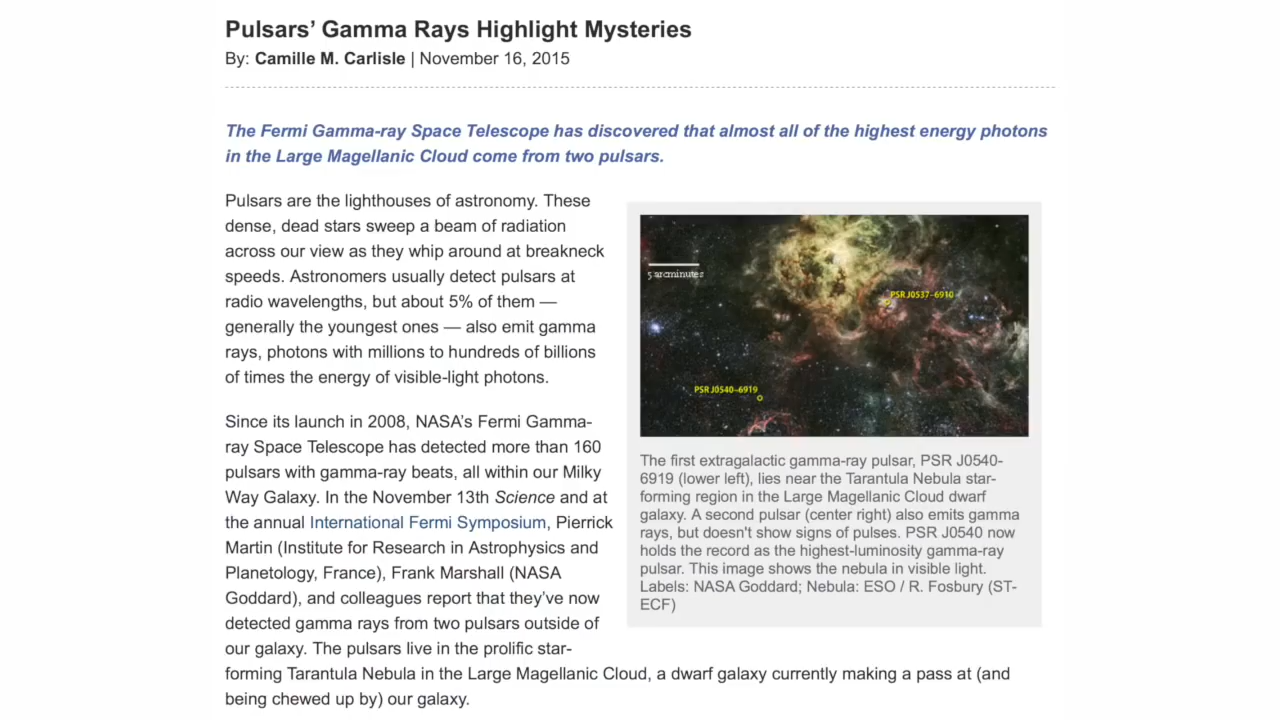 Pulsars’ Gamma Rays Highlight Mysteries
By: Camille M. Carlisle | November 16, 2015
The Fermi Gamma-ray Space Telescope has discovered that almost all of the highest energy photons
in the Large Magellanic Cloud come from two pulsars.
Pulsars are the lighthouses of astronomy. These
dense, dead stars sweep a beam of radiation
across our view as they whip around at breakneck
speeds. Astronomers usually detect pulsars at
radio wavelengths, but about 5% of them —
generally the youngest ones — also emit gamma
rays, photons with millions to hundreds of billions
of times the energy of visible-light photons.
Since its launch in 2008, NASA’s Fermi Gamma-
ray Space Telescope has detected more than 160
pulsars with gamma-ray beats, all within our Milky
Way Galaxy. In the November 13th Science and at
the annual International Fermi Symposium, Pierrick
Martin (Institute for Research in Astrophysics and
Planetology, France), Frank Marshall (NASA
Goddard), and colleagues report that they’ve now
detected gamma rays from two pulsars outside of
our galaxy. The pulsars live in the prolific star-
forming Tarantula Nebula in the Large Magellanic Cloud, a dwarf galaxy currently making a pass at (and
being chewed up by) our galaxy.
5 arcminutes
PSR J0537-6910
PSR J0540-6919
The first extragalactic gamma-ray pulsar, PSR J0540-
6919 (lower left), lies near the Tarantula Nebula star-
forming region in the Large Magellanic Cloud dwarf
galaxy. A second pulsar (center right) also emits gamma
rays, but doesn't show signs of pulses. PSR J0540 now
holds the record as the highest-luminosity gamma-ray
pulsar. This image shows the nebula in visible light.
Labels: NASA Goddard; Nebula: ESO / R. Fosbury (ST-
ECF)